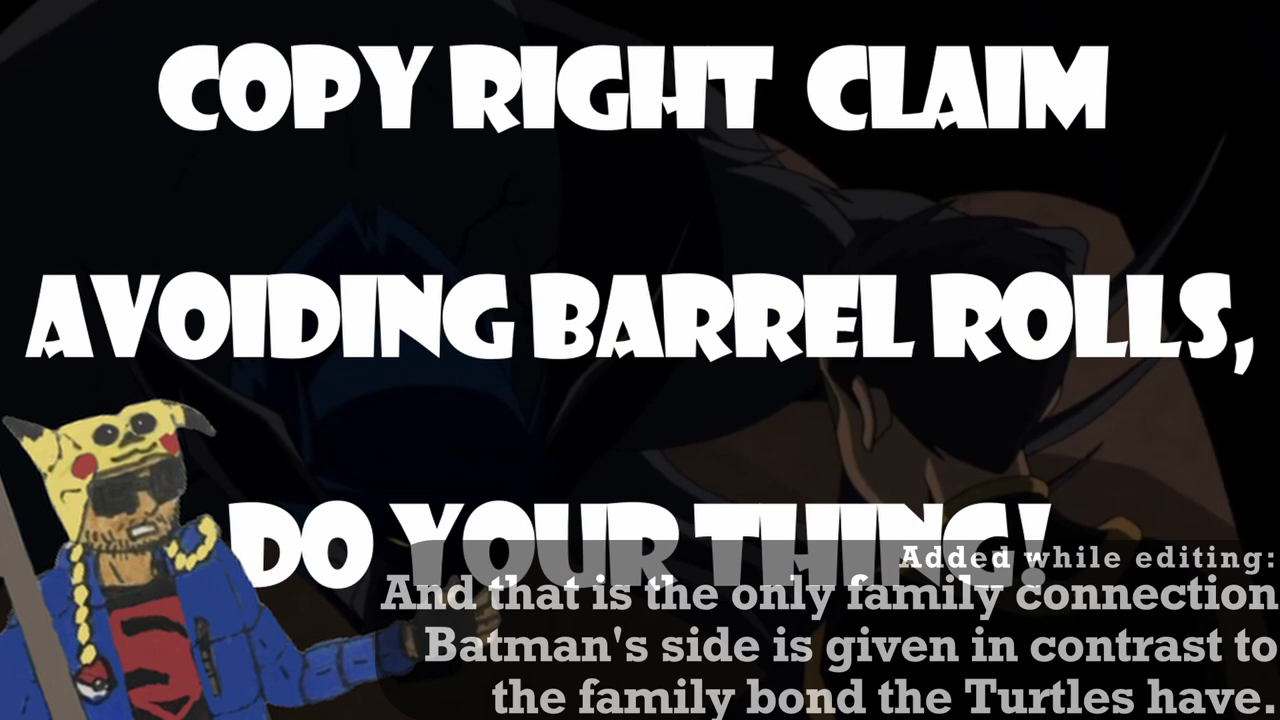 COPY RIGHT CLAIM
AVOIDING BARREL ROLLS,
DO YOUR THING!
Added while editing:
And that is the only family connection
Batman's side is given in contrast to
the family bond the Turtles have.